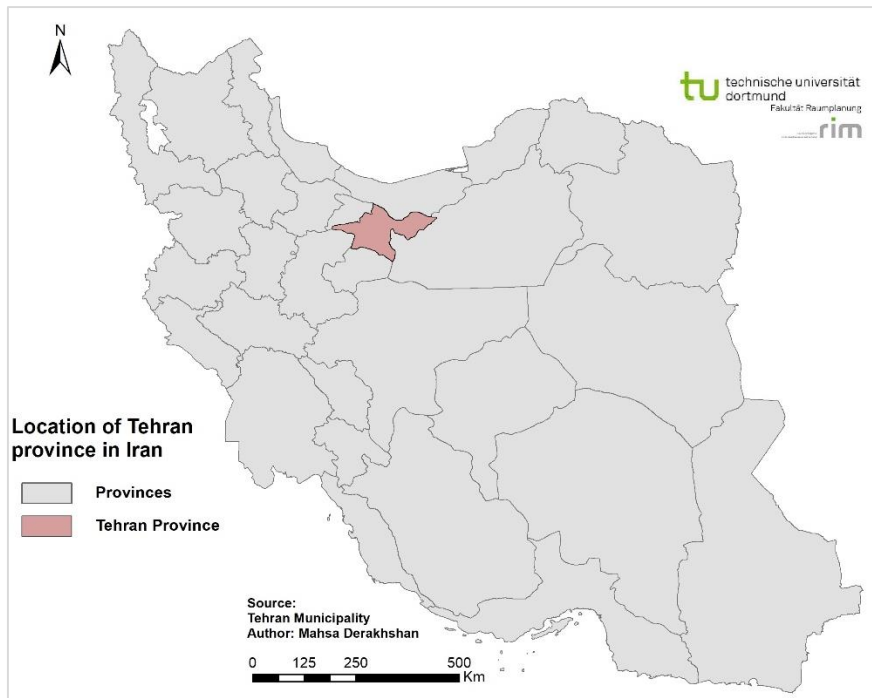 N
tu technische universität
dortmund
Fakultät Raumplanung
rim
Location of Tehran
province in Iran
Provinces
Tehran Province
Source:
Tehran Municipality
Author: Mahsa Derakhshan
0 125 250 500
Km